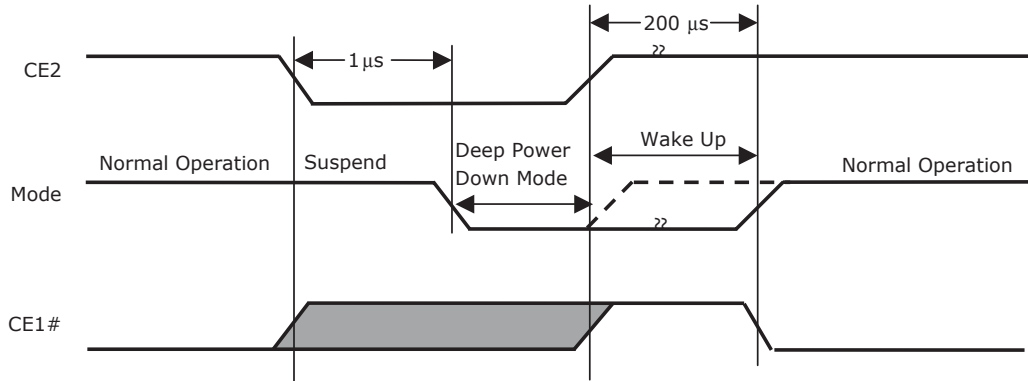 200 μs
CE2
1 μs
Normal Operation
Suspend
Deep Power
Down Mode
Wake Up
Normal Operation
Mode
CE1#